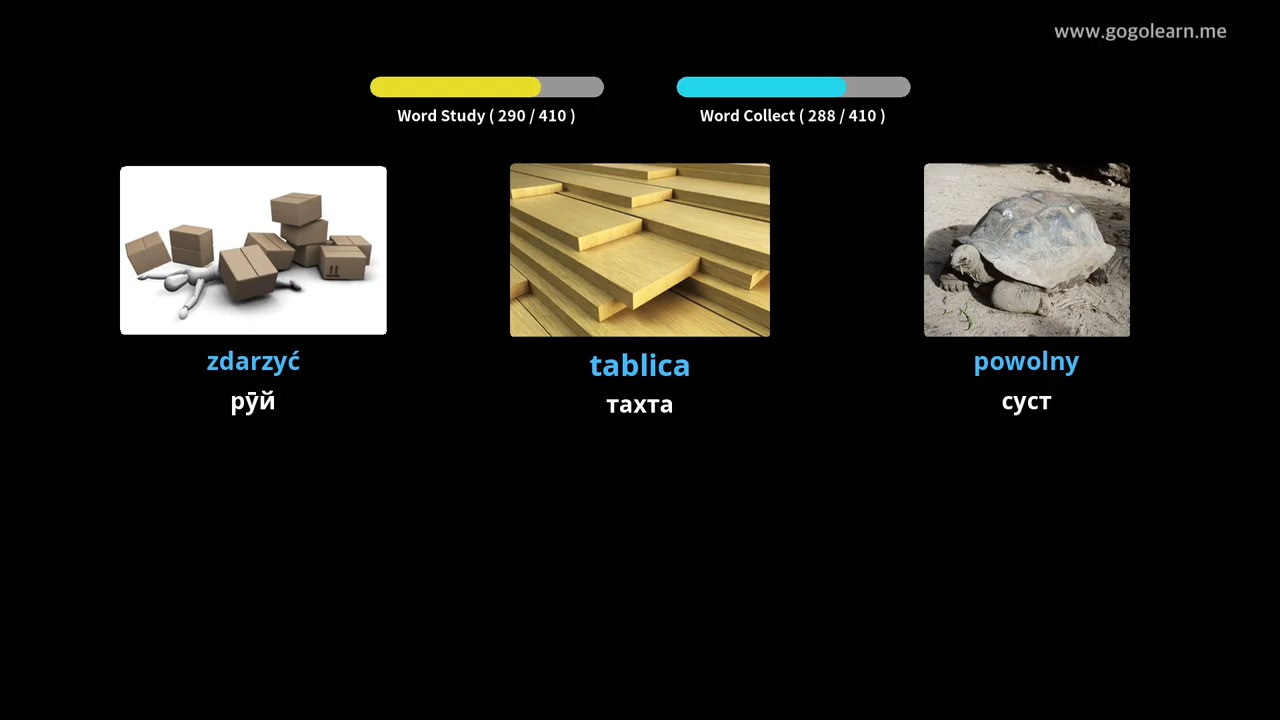 www.gogolearn.me
Word Study ( 290 / 410 )
Word Collect ( 288 / 410 )
zdarzyć
tablica
powolny
рӯй
тахта
суст